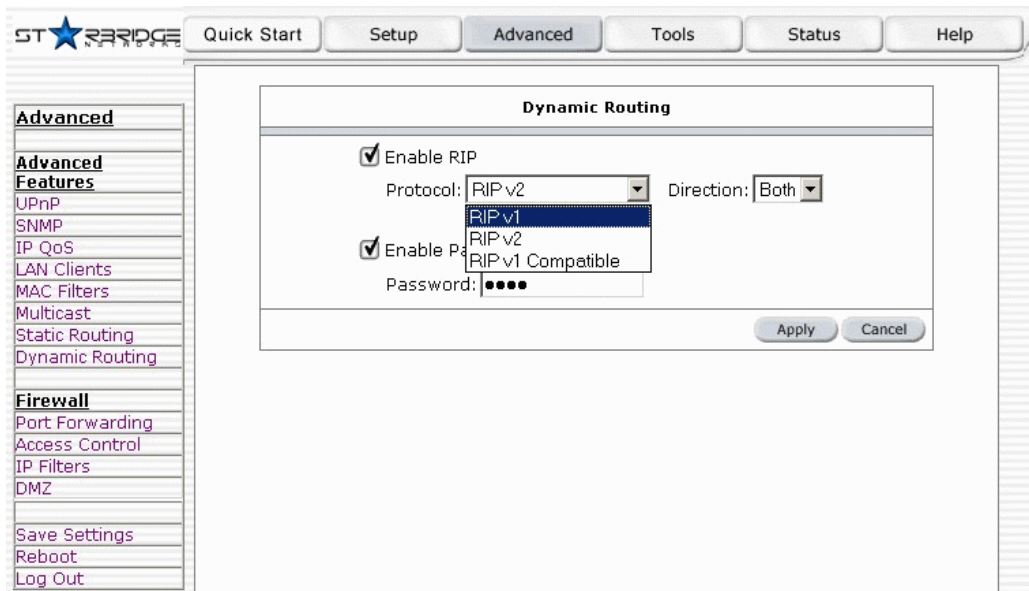 STARBRIDGE
NETWORKS
Quick Start
Setup
Advanced
Tools
Status
Help
Advanced
Advanced
Features
UPnP
SNMP
IP QoS
LAN Clients
MAC Filters
Multicast
Static Routing
Dynamic Routing
Firewall
Port Forwarding
Access Control
IP Filters
DMZ
Save Settings
Reboot
Log Out
Dynamic Routing
Enable RIP
Protocol: RIP v2 Direction: Both
RIP v1
RIP v2
RIP v1 Compatible
Enable Pa
Password: ●●●●
Apply Cancel